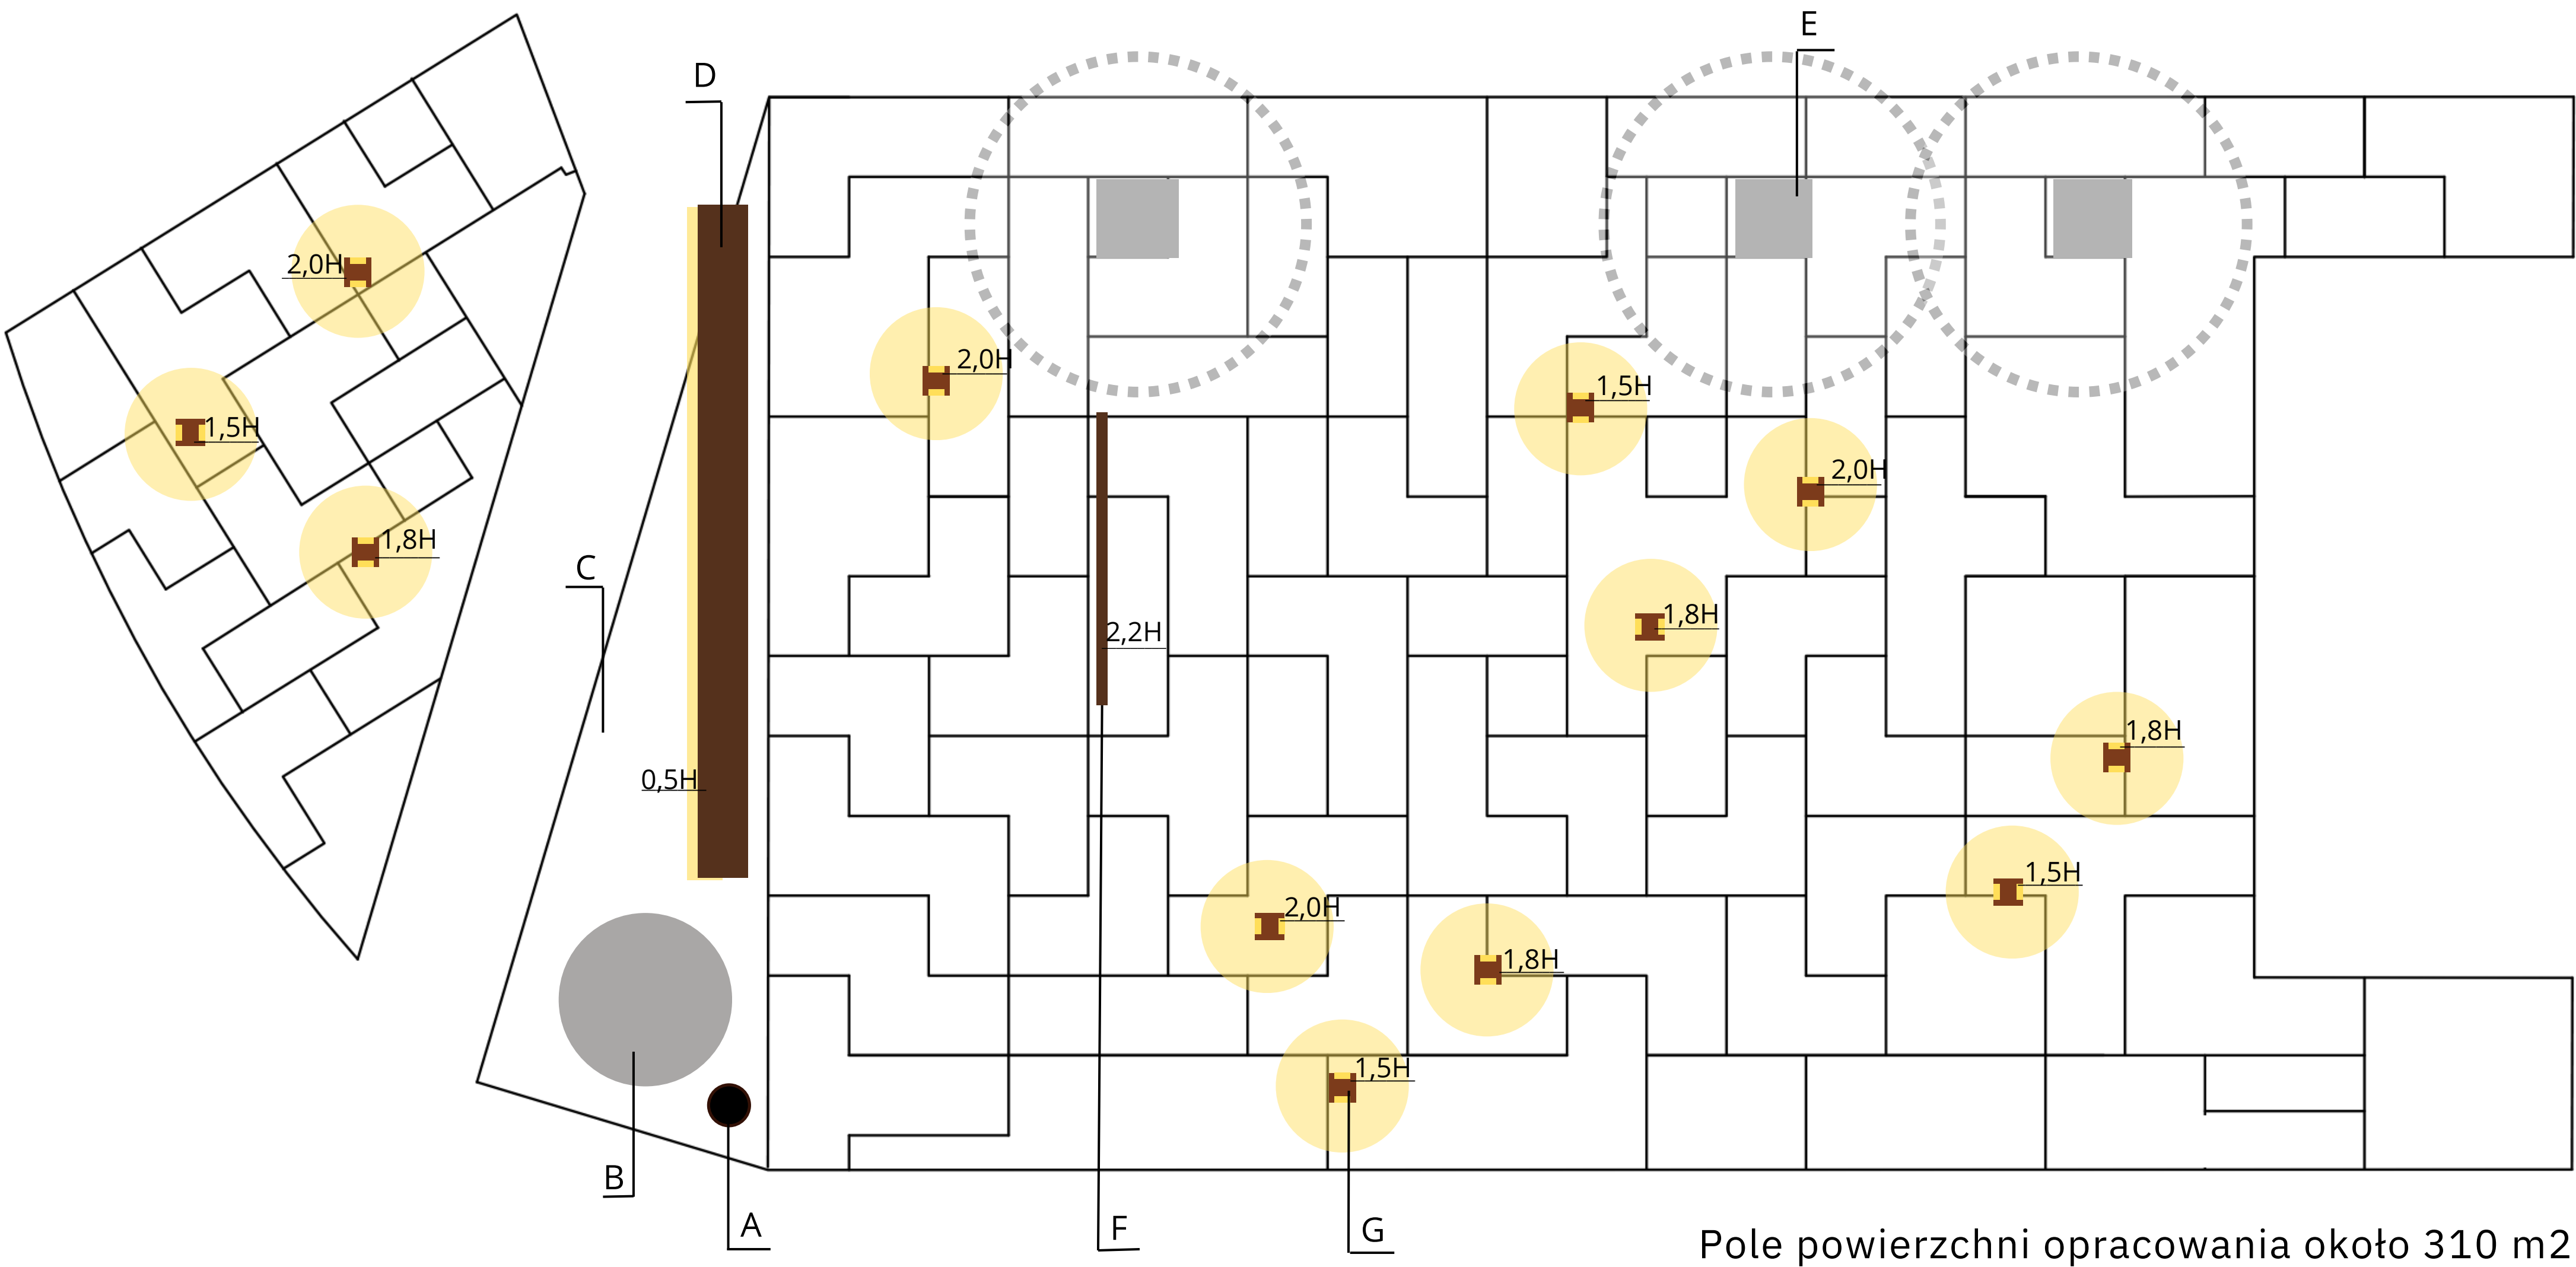 E
D
2,0H
2,0H
1,5H
1,5H
2,0H
1,8H
C
1,8H
2,2H
1,8H
0,5H
1,5H
2,0H
1,8H
1,5H
B
A
F
G
Pole powierzchni opracowania około 310 m2